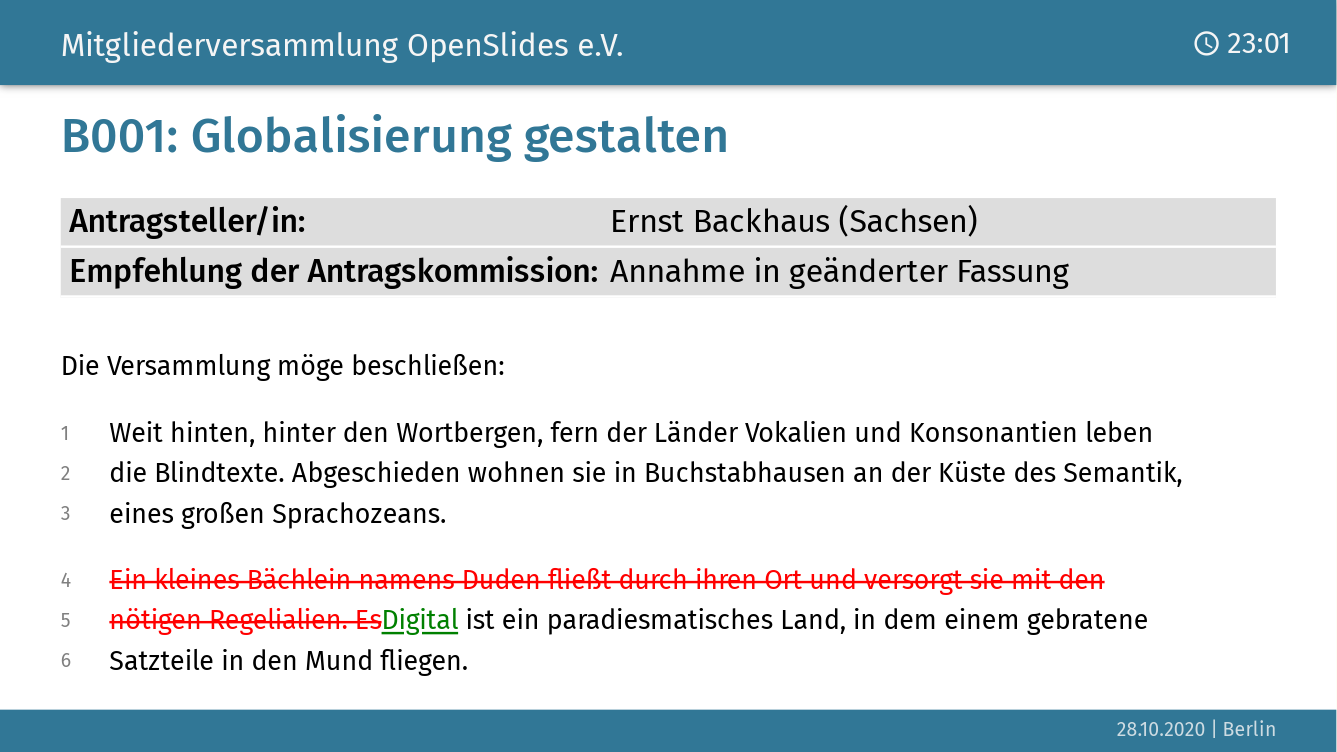 Mitgliederversammlung OpenSlides e.V.
23:01
B001: Globalisierung gestalten
Antragsteller/in: Ernst Backhaus (Sachsen)
Empfehlung der Antragskommission: Annahme in geänderter Fassung
Die Versammlung möge beschließen:
1 Weit hinten, hinter den Wortbergen, fern der Länder Vokalien und Konsonantien leben
2 die Blindtexte. Abgeschieden wohnen sie in Buchstabhausen an der Küste des Semantik,
3 eines großen Sprachozeans.
4 Ein kleines Bächlein namens Duden fließt durch ihren Ort und versorgt sie mit den
5 nötigen Regelialien. EsDigital ist ein paradiesmatisches Land, in dem einem gebratene
6 Satzteile in den Mund fliegen.
28.10.2020 | Berlin